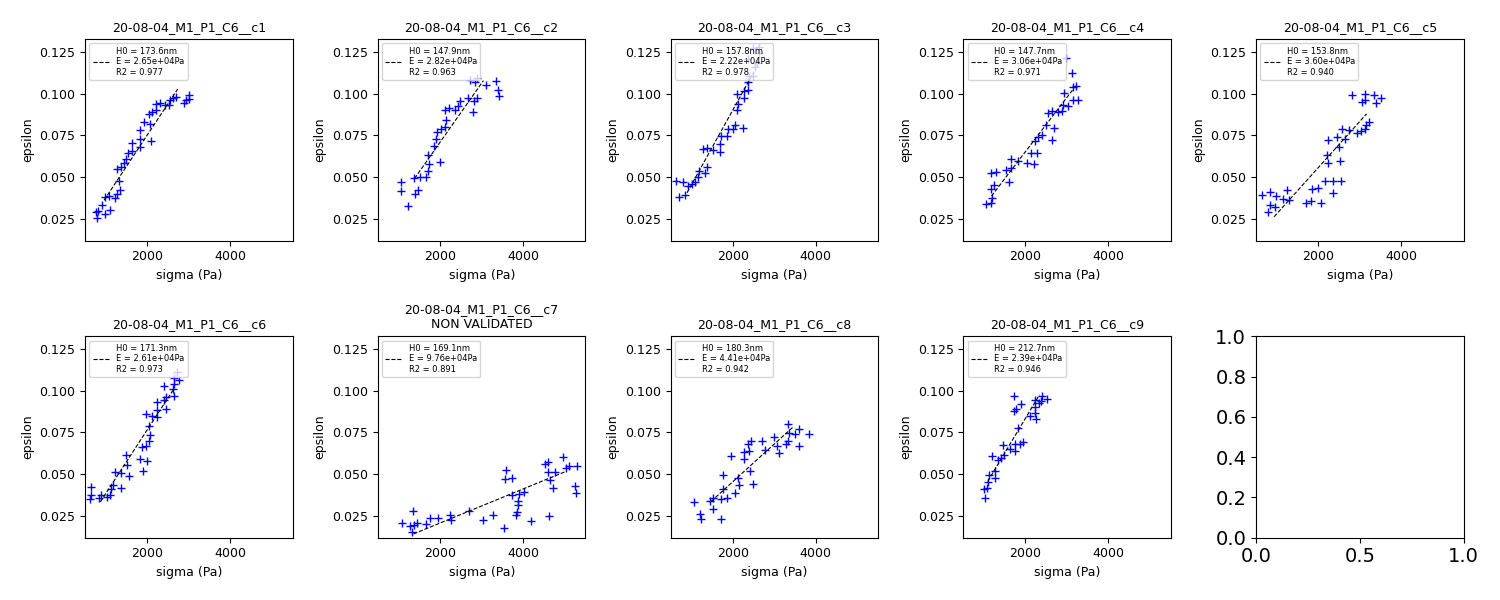 20-08-04_M1_P1_C6__c1
H0 = 173.6nm
E = 2.65e+04Pa
R2 = 0.977
0.125
0.100
0.075
0.050
0.025
epsilon
2000 4000
sigma (Pa)
20-08-04_M1_P1_C6__c2
H0 = 147.9nm
E = 2.82e+04Pa
R2 = 0.963
0.125
0.100
0.075
0.050
0.025
epsilon
2000 4000
sigma (Pa)
20-08-04_M1_P1_C6__c3
H0 = 157.8nm
E = 2.22e+04Pa
R2 = 0.978
0.125
0.100
0.075
0.050
0.025
epsilon
2000 4000
sigma (Pa)
20-08-04_M1_P1_C6__c4
H0 = 147.7nm
E = 3.06e+04Pa
R2 = 0.971
0.125
0.100
0.075
0.050
0.025
epsilon
2000 4000
sigma (Pa)
20-08-04_M1_P1_C6__c5
H0 = 153.8nm
E = 3.60e+04Pa
R2 = 0.940
0.125
0.100
0.075
0.050
0.025
epsilon
2000 4000
sigma (Pa)
20-08-04_M1_P1_C6__c6
H0 = 171.3nm
E = 2.61e+04Pa
R2 = 0.973
0.125
0.100
0.075
0.050
0.025
epsilon
2000 4000
sigma (Pa)
20-08-04_M1_P1_C6__c7
NON VALIDATED
H0 = 169.1nm
E = 9.76e+04Pa
R2 = 0.891
0.125
0.100
0.075
0.050
0.025
epsilon
2000 4000
sigma (Pa)
20-08-04_M1_P1_C6__c8
H0 = 180.3nm
E = 4.41e+04Pa
R2 = 0.942
0.125
0.100
0.075
0.050
0.025
epsilon
2000 4000
sigma (Pa)
20-08-04_M1_P1_C6__c9
H0 = 212.7nm
E = 2.39e+04Pa
R2 = 0.946
0.125
0.100
0.075
0.050
0.025
epsilon
2000 4000
sigma (Pa)
1.0
0.8
0.6
0.4
0.2
0.0
0.0 0.5 1.0